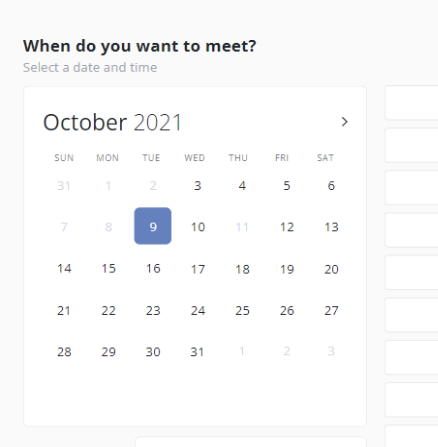 When do you want to meet?
Select a date and time
October 2021 >
SUN MON TUE WED THU FRI SAT
31 1 2 3 4 5 6
7 8 9 10 11 12 13
14 15 16 17 18 19 20
21 22 23 24 25 26 27
28 29 30 31 1 2 3